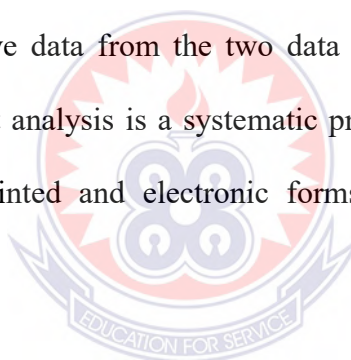 ve data from the two data
analysis is a systematic pr
inted and electronic forms
EDUCATION FOR SERVICE